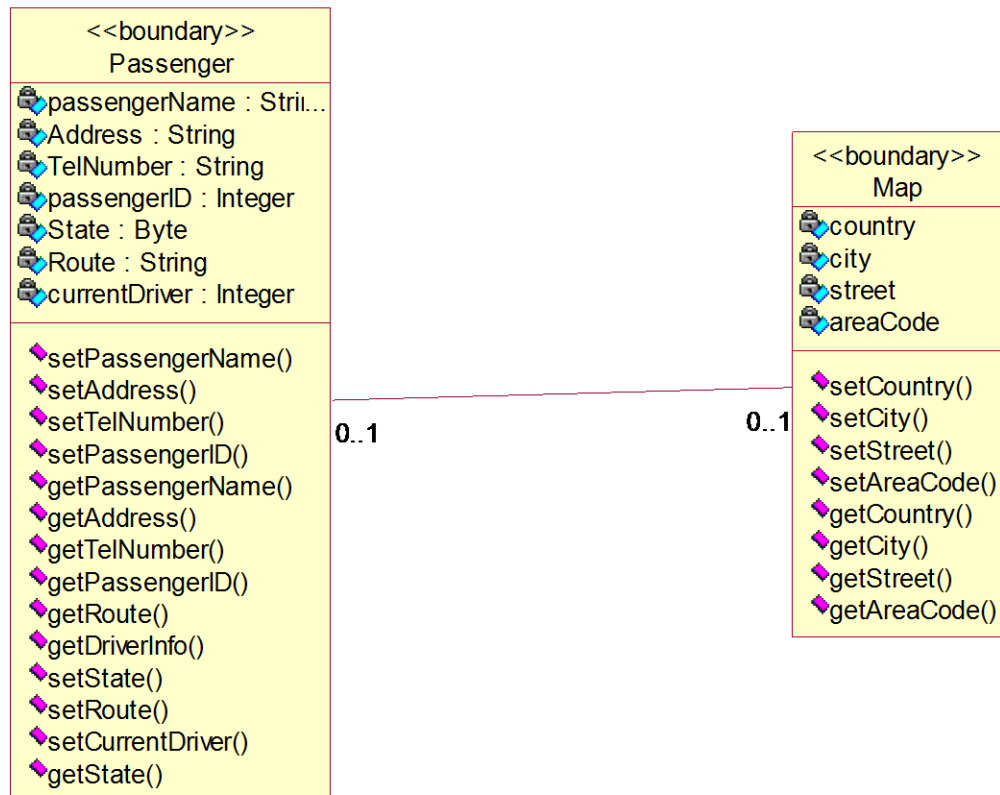 <<boundary>>
Passenger
passengerName : Strin...
Address : String
TelNumber : String
passengerID : Integer
State : Byte
Route : String
currentDriver : Integer
setPassengerName()
setAddress()
setTelNumber()
setPassengerID()
getPassengerName()
getAddress()
getTelNumber()
getPassengerID()
getRoute()
getDriverInfo()
setState()
setRoute()
setCurrentDriver()
getState()
0..1
0..1
<<boundary>>
Map
country
city
street
areaCode
setCountry()
setCity()
setStreet()
setAreaCode()
getCountry()
getCity()
getStreet()
getAreaCode()